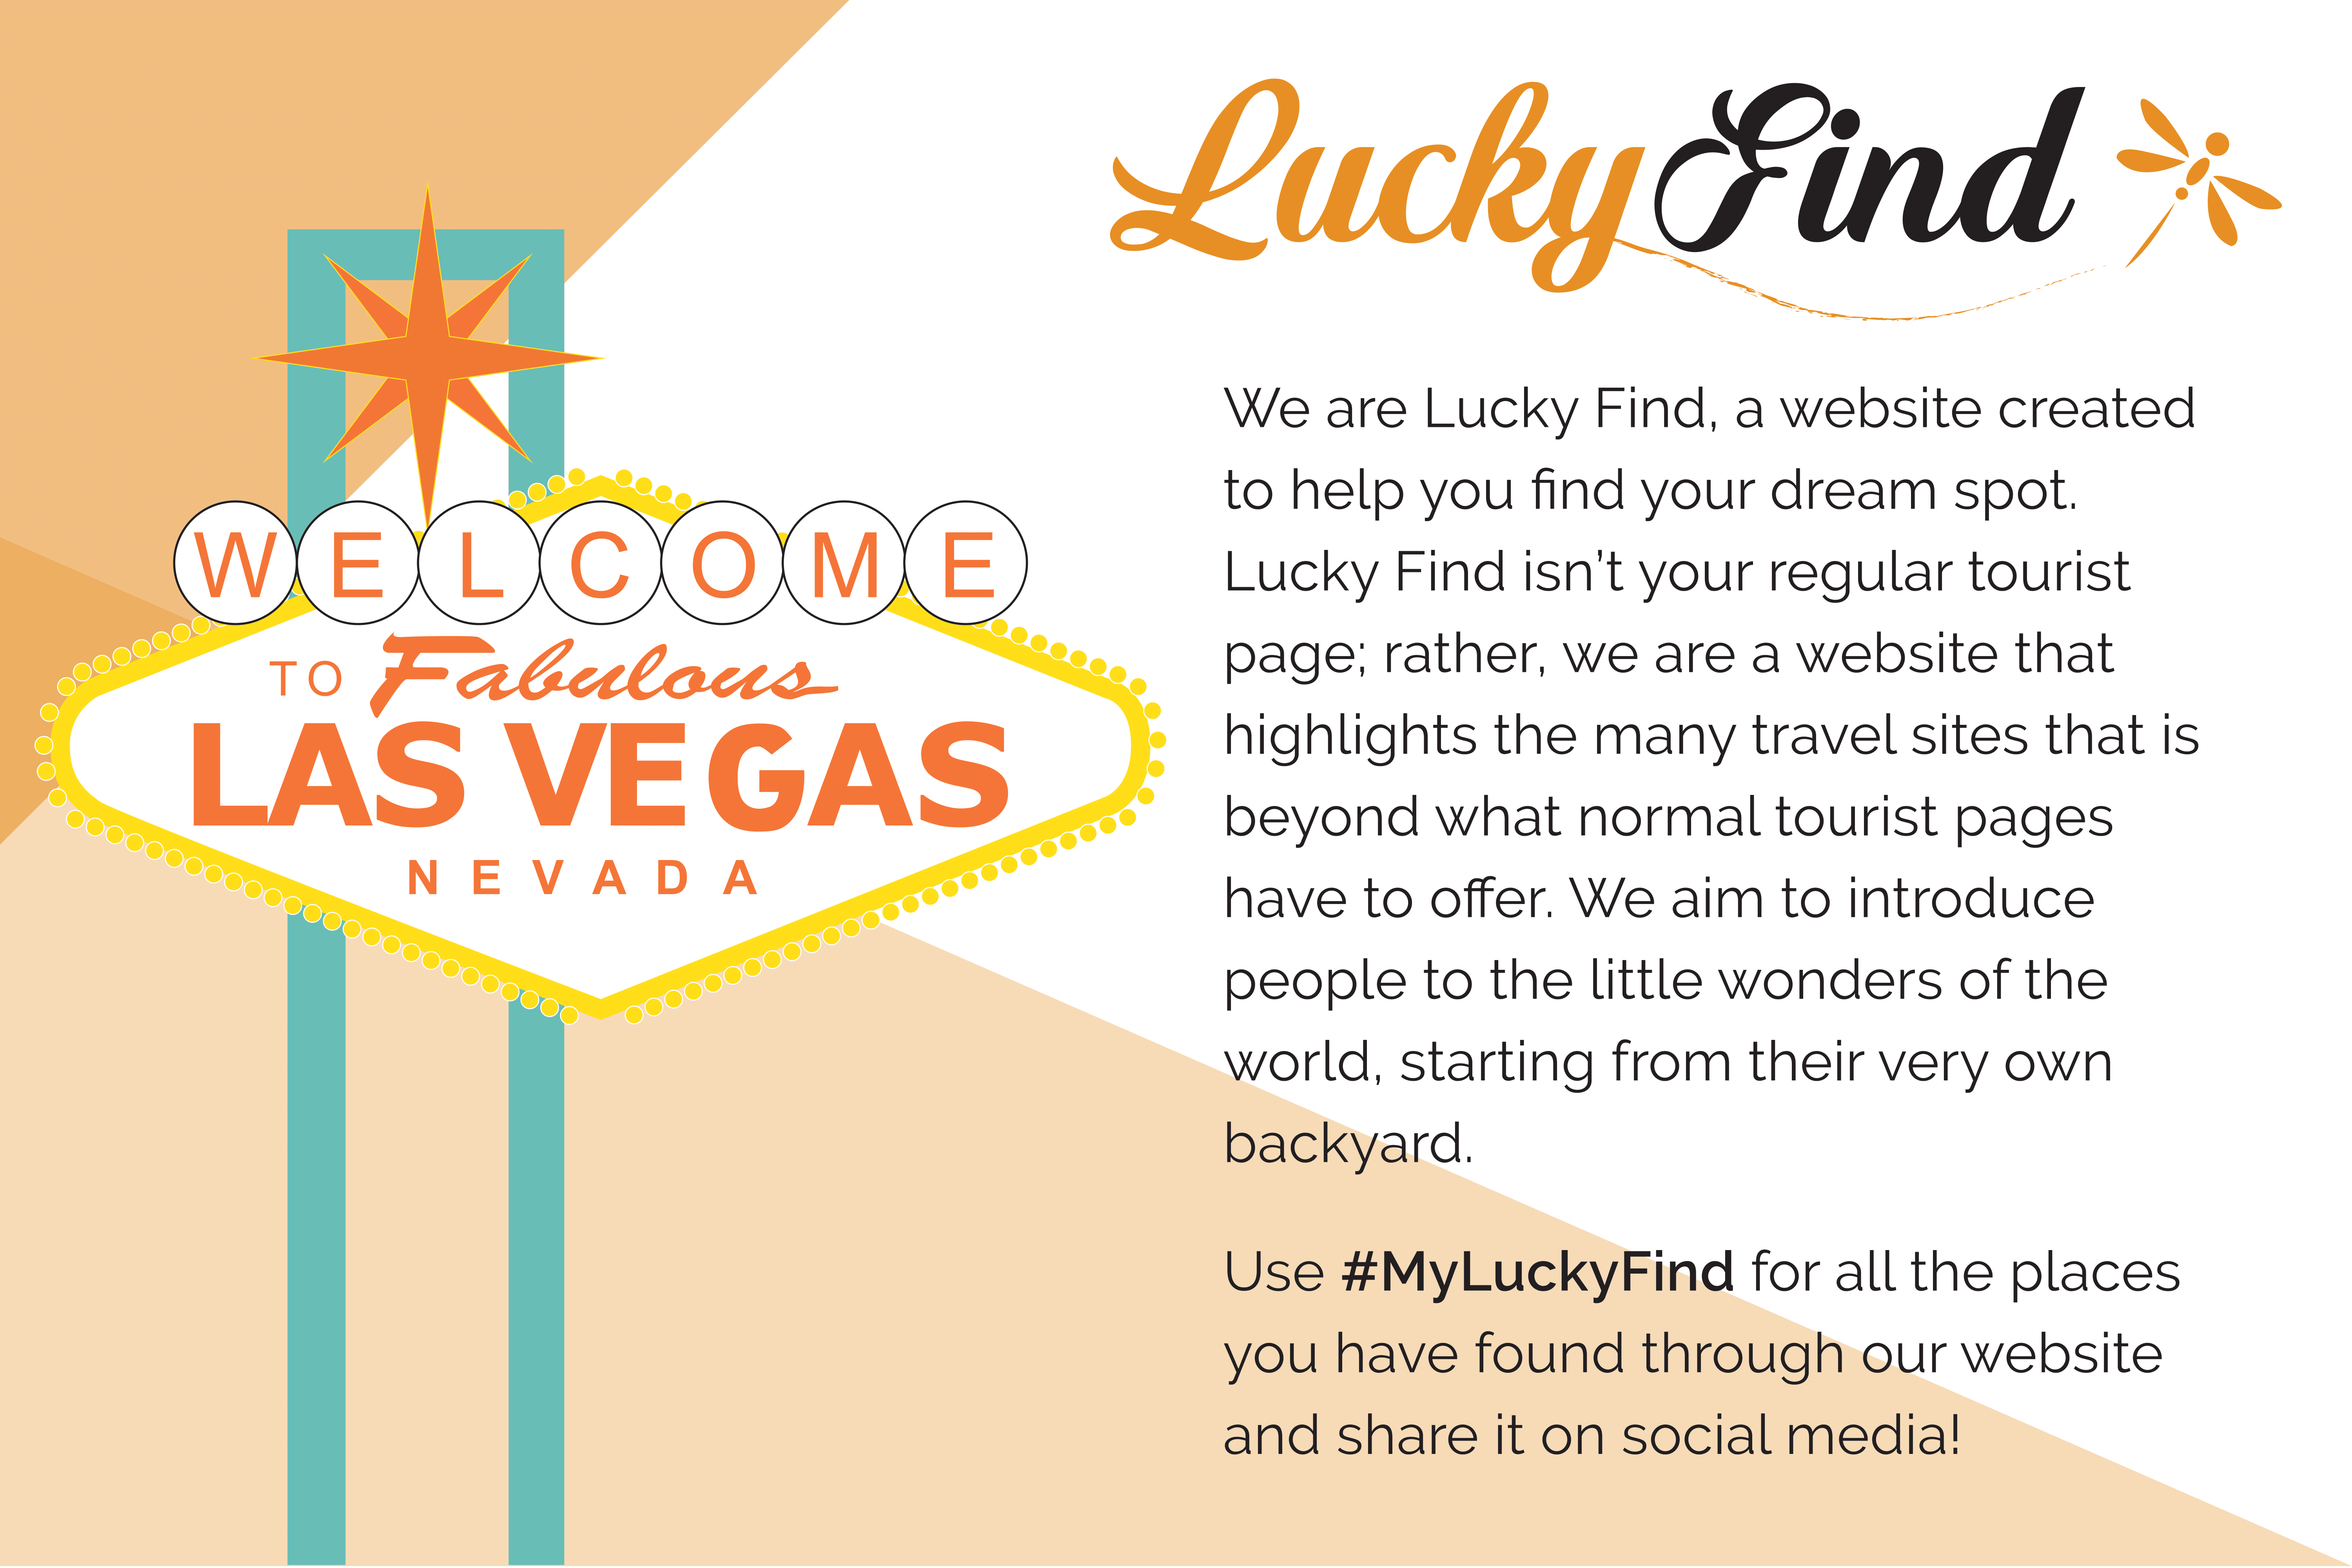 WELCOME
TO Fabulous
LAS VEGAS
NEVADA
LuckyFind
We are Lucky Find, a website created
to help you find your dream spot.
Lucky Find isn’t your regular tourist
page; rather, we are a website that
highlights the many travel sites that is
beyond what normal tourist pages
have to offer. We aim to introduce
people to the little wonders of the
world, starting from their very own
backyard.
Use #MyLuckyFind for all the places
you have found through our website
and share it on social media!